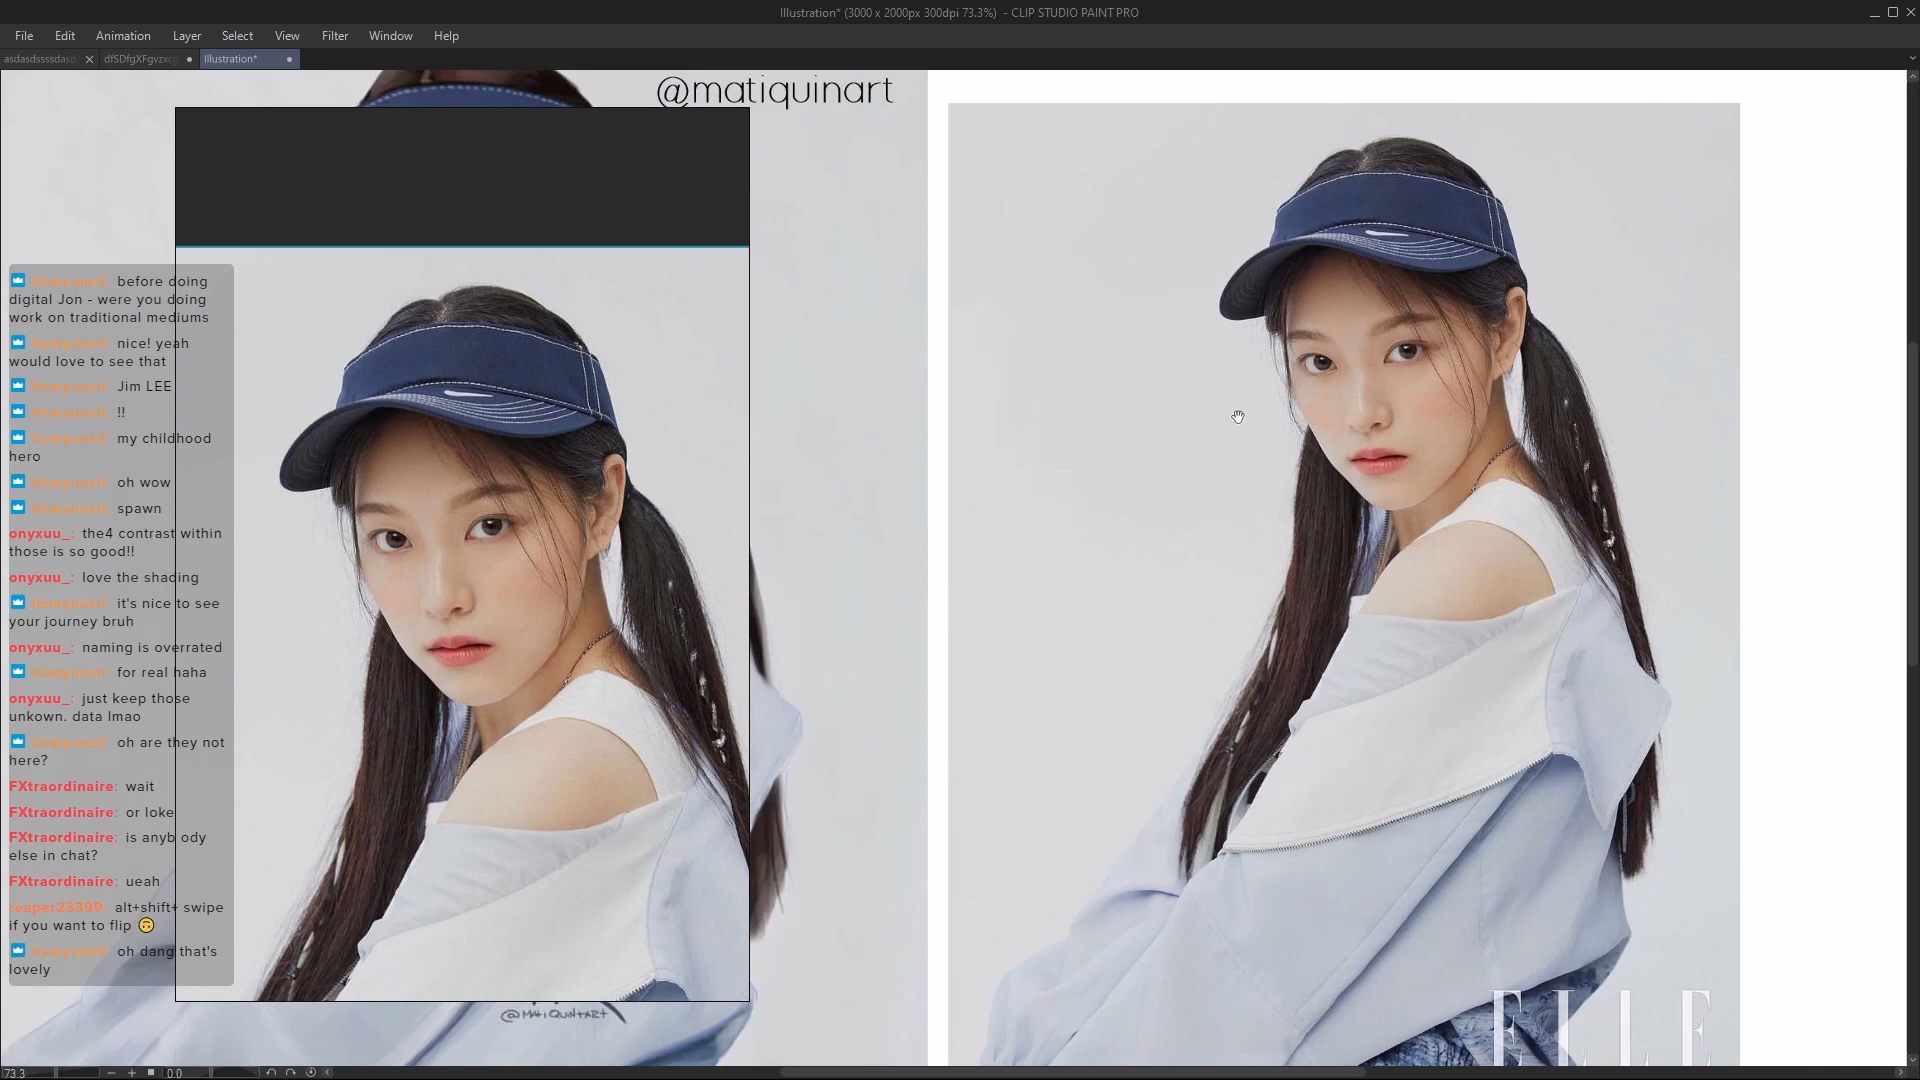 Illustration* (3000 x 2000px 300dpi 73.3%) - CLIP STUDIO PAINT PRO
File Edit Animation Layer Select View Filter Window Help
Illustration*
@matiquinart
before doing
digital Jon - were you doing
work on traditional mediums
nice! yeah
would love to see that
Jim LEE
!!
my childhood
hero
oh wow
spawn
onyxuu_: the4 contrast within
those is so good!!
onyxuu_: love the shading
it's nice to see
your journey bruh
onyxuu_: naming is overrated
for real haha
onyxuu_: just keep those
unkown. data lmao
oh are they not
here?
FXtraordinaire: wait
FXtraordinaire: or loke
FXtraordinaire: is anyb ody
else in chat?
FXtraordinaire: ueah
reaper23399: alt+shift+ swipe
if you want to flip 🙃
oh dang that's
lovely
@MATiQUiNART
ELLE
73.3 0.0